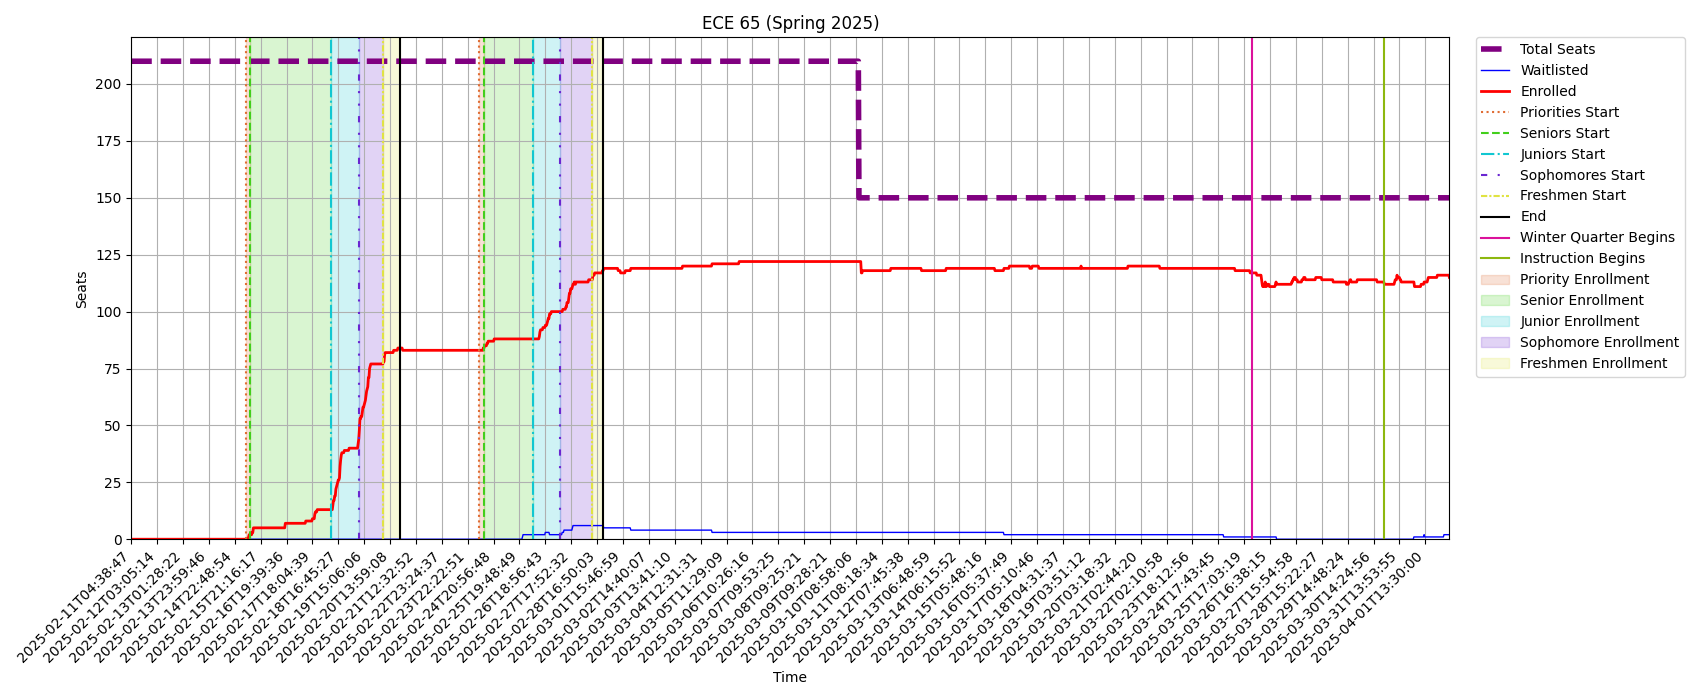 ECE 65 (Spring 2025)
Seats
200
175
150
125
100
75
50
25
0
2025-02-11T04:38:47
2025-02-12T03:05:14
2025-02-13T01:28:22
2025-02-13T23:59:46
2025-02-14T22:48:54
2025-02-15T21:16:17
2025-02-16T19:39:36
2025-02-17T18:04:39
2025-02-18T16:45:27
2025-02-19T15:06:06
2025-02-20T13:59:08
2025-02-21T12:32:52
2025-02-22T23:24:37
2025-02-23T22:22:51
2025-02-24T20:56:48
2025-02-25T19:48:49
2025-02-26T18:56:43
2025-02-27T17:52:32
2025-02-28T16:50:03
2025-03-01T15:46:59
2025-03-02T14:40:07
2025-03-03T13:41:10
2025-03-04T12:31:31
2025-03-05T11:29:09
2025-03-06T10:26:16
2025-03-07T09:53:25
2025-03-08T09:25:21
2025-03-09T09:28:21
2025-03-10T08:58:06
2025-03-11T08:18:34
2025-03-12T07:45:38
2025-03-13T06:48:59
2025-03-14T06:15:52
2025-03-15T05:48:16
2025-03-16T05:37:49
2025-03-17T05:10:46
2025-03-18T04:31:37
2025-03-19T03:51:12
2025-03-20T03:18:32
2025-03-21T02:44:20
2025-03-22T02:10:58
2025-03-23T18:12:56
2025-03-24T17:43:45
2025-03-25T17:03:19
2025-03-26T16:38:15
2025-03-27T15:54:58
2025-03-28T15:22:27
2025-03-29T14:48:24
2025-03-30T14:24:56
2025-03-31T13:53:55
2025-04-01T13:30:00
Time
Total Seats
Waitlisted
Enrolled
Priorities Start
Seniors Start
Juniors Start
Sophomores Start
Freshmen Start
End
Winter Quarter Begins
Instruction Begins
Priority Enrollment
Senior Enrollment
Junior Enrollment
Sophomore Enrollment
Freshmen Enrollment